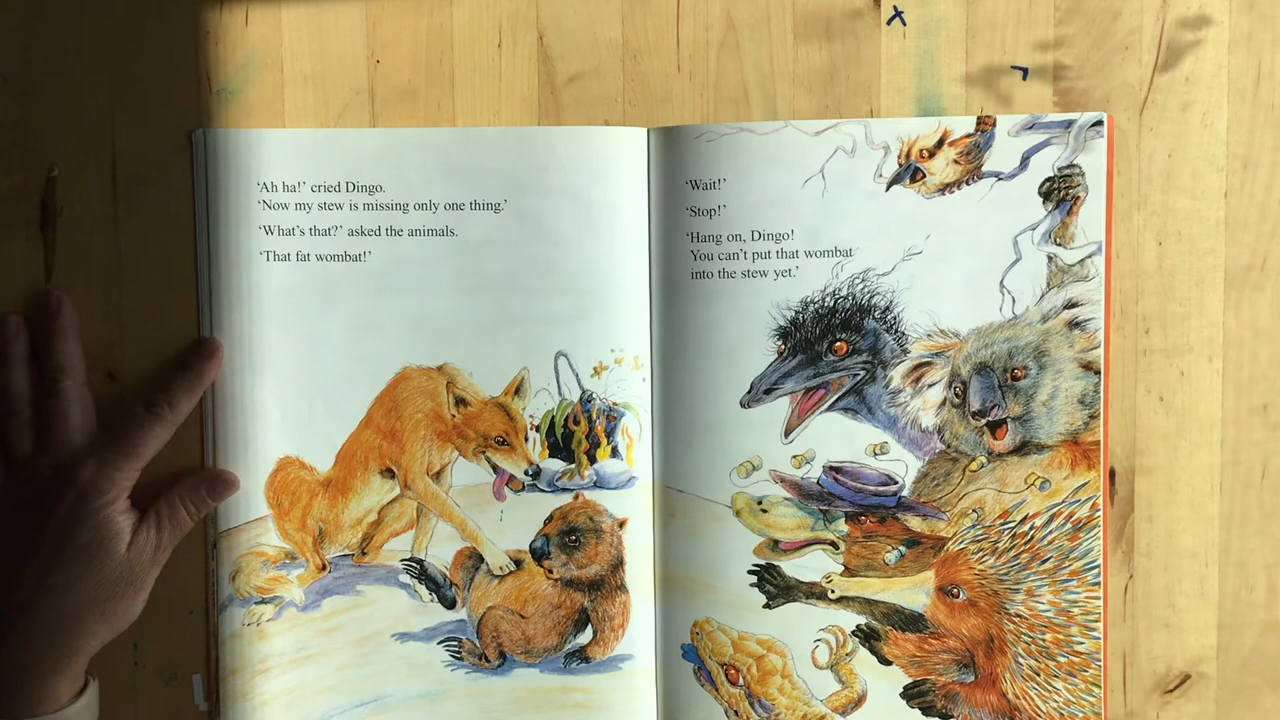 ‘Ah ha!’ cried Dingo.
‘Now my stew is missing only one thing.’
‘What’s that?’ asked the animals.
‘That fat wombat!’
‘Wait!’
‘Stop!’
‘Hang on, Dingo!
You can’t put that wombat
into the stew yet.’